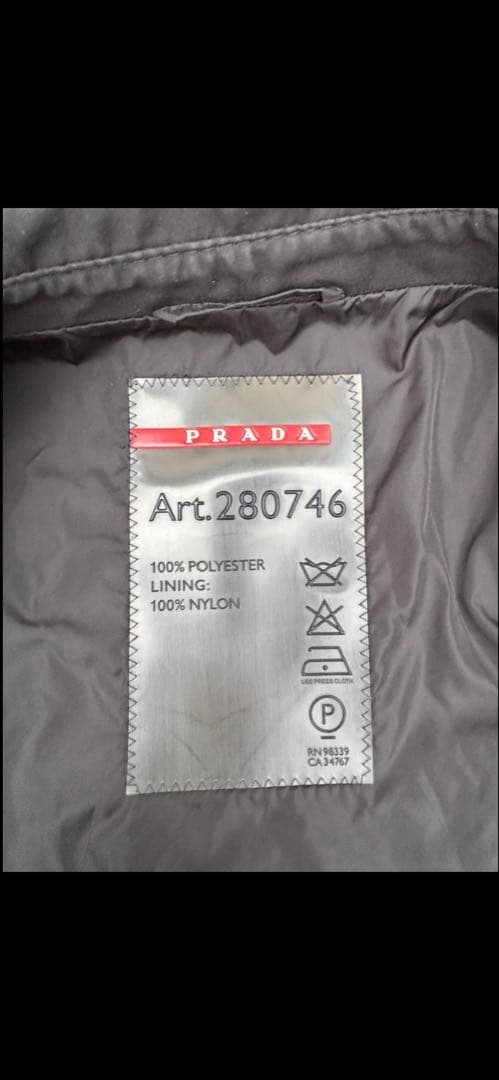 PRADA
Art.280746
100% POLYESTER
LINING:
100% NYLON
USE PRESS CLOTH
P
RN 98339
CA 34767